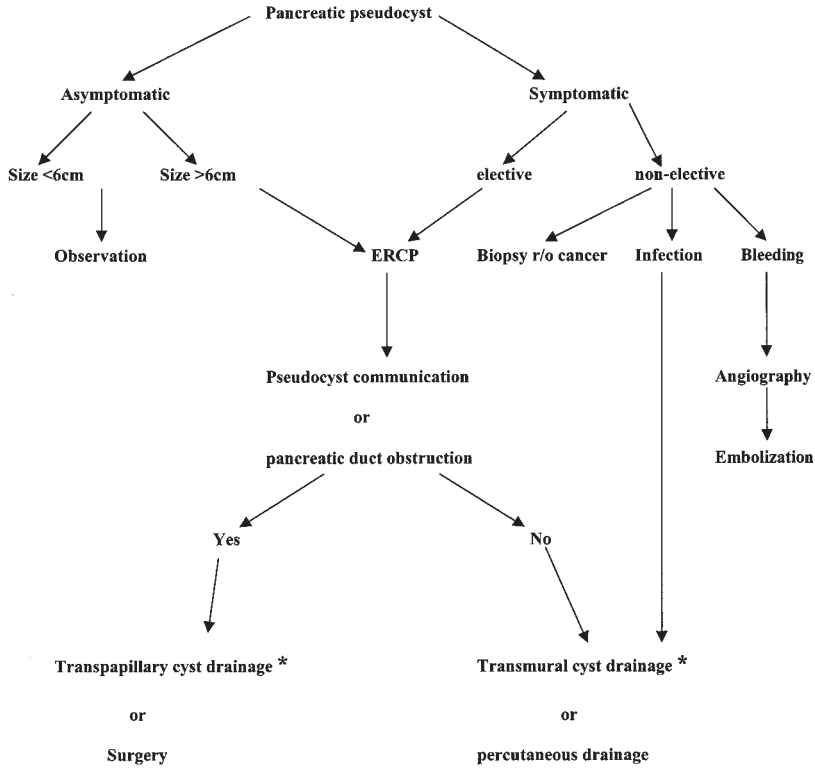 Pancreatic pseudocyst
Asymptomatic
Symptomatic
Size <6cm
Size >6cm
elective
non-elective
Observation
ERCP
Biopsy r/o cancer
Infection
Bleeding
Pseudocyst communication
Angiography
or
pancreatic duct obstruction
Embolization
Yes
No
Transpapillary cyst drainage *
Transmural cyst drainage *
or
or
Surgery
percutaneous drainage